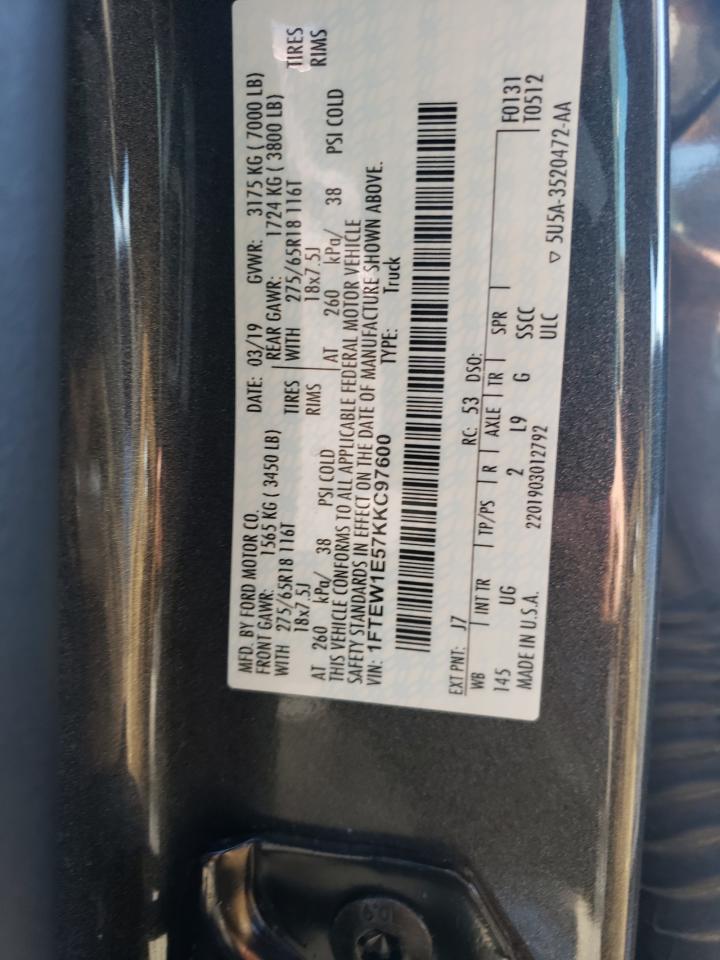 MFD. BY FORD MOTOR CO.
DATE: 03/19 GVWR: 3175 KG ( 7000 LB)
FRONT GAWR: 1565 KG ( 3450 LB) REAR GAWR: 1724 KG ( 3800 LB)
WITH 275/65R18 116T TIRES WITH 275/65R18 116T TIRES
18x7.5J RIMS 18x7.5J RIMS
AT 260 kPa/ 38 PSI COLD AT 260 kPa/ 38 PSI COLD
THIS VEHICLE CONFORMS TO ALL APPLICABLE FEDERAL MOTOR VEHICLE
SAFETY STANDARDS IN EFFECT ON THE DATE OF MANUFACTURE SHOWN ABOVE.
VIN: 1FTEW1E57KKC97600 TYPE: Truck
EXT PNT: J7 RC: 53 DSO:
WB INT TR TP/PS R AXLE TR SPR F0131
145 UG 2 L9 G SSCC T0512
MADE IN U.S.A. 2201903012792 ULC ▽ 5U5A-3520472-AA
10.9